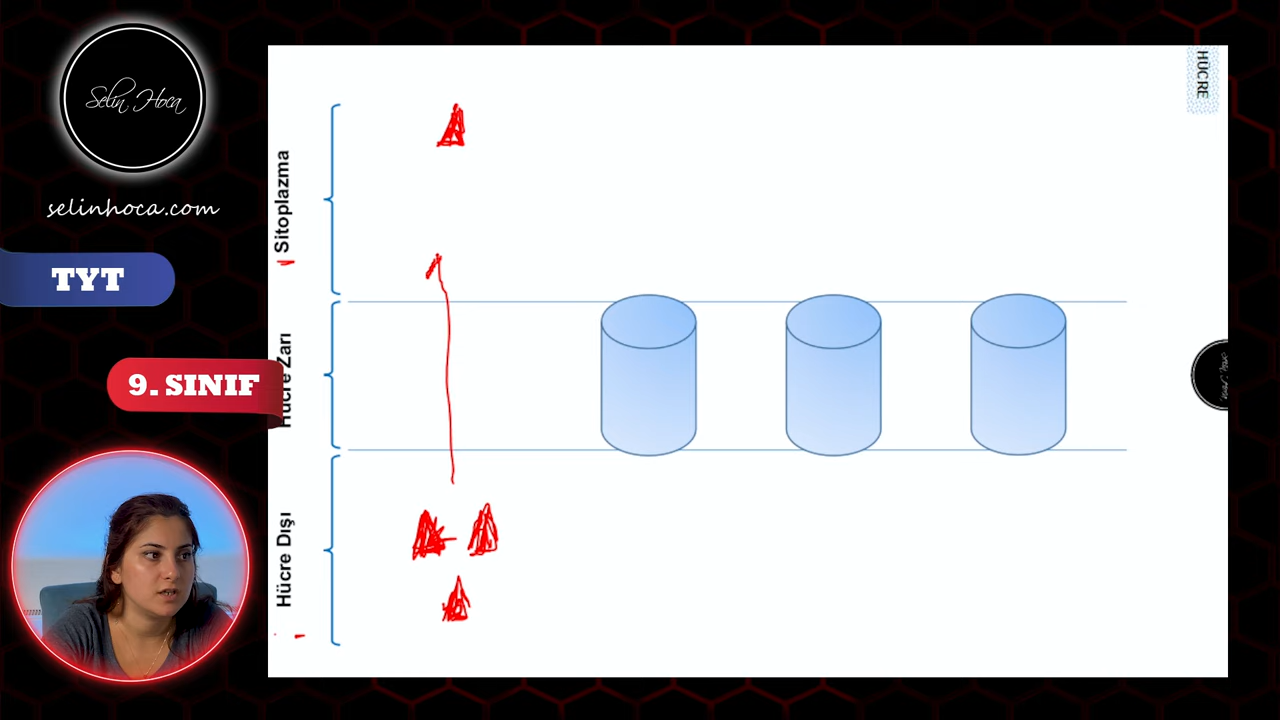 Selin Hoca
selinhoca.com
TYT
9. SINIF
HÜCRE
Sitoplazma
Hücre Zarı
Hücre Dışı